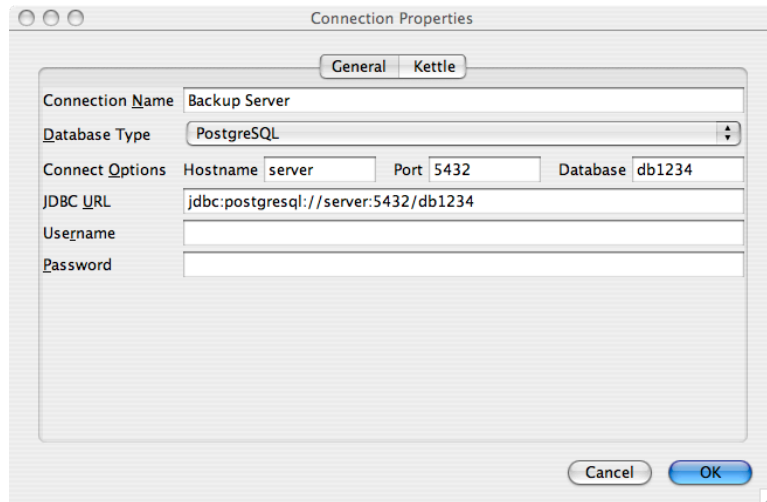 Connection Properties
General Kettle
Connection Name Backup Server
Database Type PostgreSQL
Connect Options Hostname server Port 5432 Database db1234
JDBC URL jdbc:postgresql://server:5432/db1234
Username
Password
Cancel OK